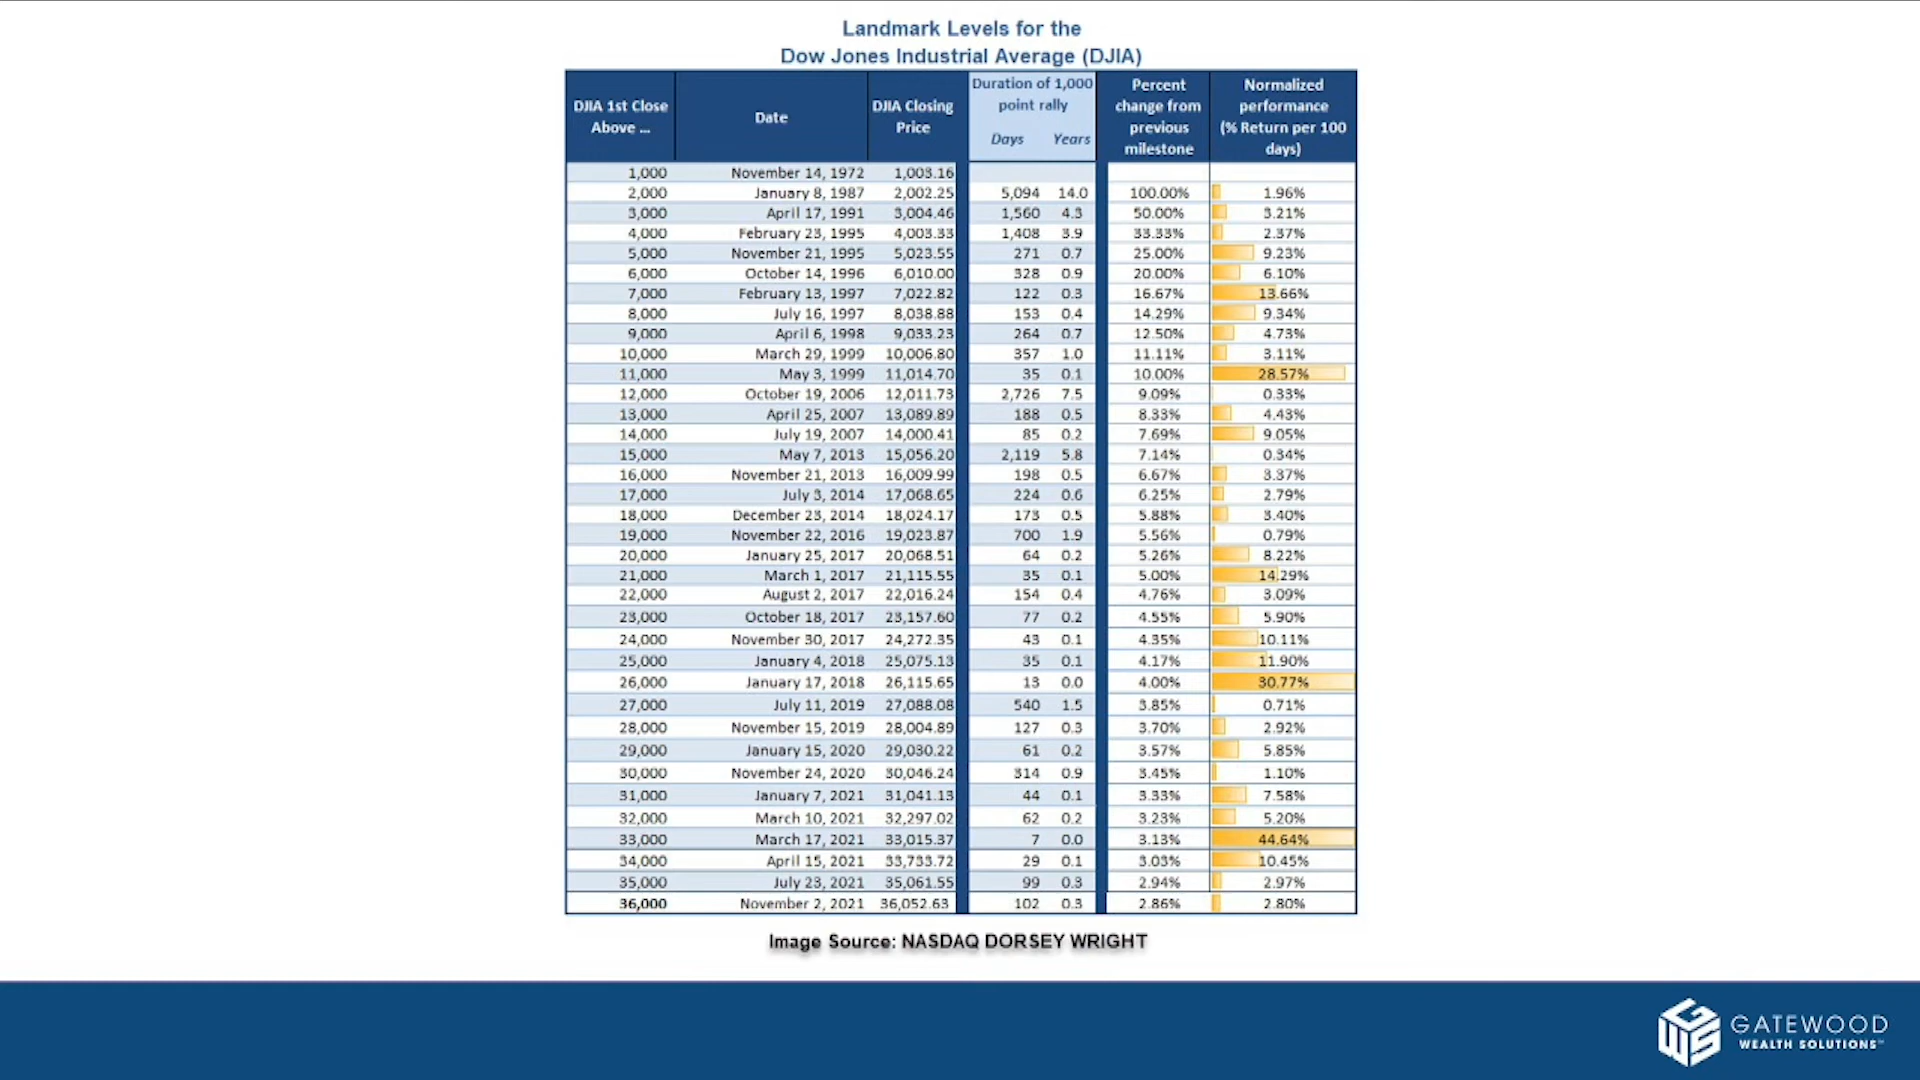 Landmark Levels for the
Dow Jones Industrial Average (DJIA)
DJIA 1st Close Above ... Date DJIA Closing Price Duration of 1,000 point rally Days Years Percent change from previous milestone Normalized performance (% Return per 100 days)
1,000 November 14, 1972 1,003.16
2,000 January 8, 1987 2,002.25 5,094 14.0 100.00% 1.96%
3,000 April 17, 1991 3,004.46 1,560 4.3 50.00% 3.21%
4,000 February 23, 1995 4,003.33 1,408 3.9 33.33% 2.37%
5,000 November 21, 1995 5,023.55 271 0.7 25.00% 9.23%
6,000 October 14, 1996 6,010.00 328 0.9 20.00% 6.10%
7,000 February 13, 1997 7,022.82 122 0.3 16.67% 13.66%
8,000 July 16, 1997 8,038.88 153 0.4 14.29% 9.34%
9,000 April 6, 1998 9,033.23 264 0.7 12.50% 4.73%
10,000 March 29, 1999 10,006.80 357 1.0 11.11% 3.11%
11,000 May 3, 1999 11,014.70 35 0.1 10.00% 28.57%
12,000 October 19, 2006 12,011.73 2,726 7.5 9.09% 0.33%
13,000 April 25, 2007 13,089.89 188 0.5 8.33% 4.43%
14,000 July 19, 2007 14,000.41 85 0.2 7.69% 9.05%
15,000 May 7, 2013 15,056.20 2,119 5.8 7.14% 0.34%
16,000 November 21, 2013 16,009.99 198 0.5 6.67% 3.37%
17,000 July 3, 2014 17,068.65 224 0.6 6.25% 2.79%
18,000 December 23, 2014 18,024.17 173 0.5 5.88% 3.40%
19,000 November 22, 2016 19,023.87 700 1.9 5.56% 0.79%
20,000 January 25, 2017 20,068.51 64 0.2 5.26% 8.22%
21,000 March 1, 2017 21,115.55 35 0.1 5.00% 14.29%
22,000 August 2, 2017 22,016.24 154 0.4 4.76% 3.09%
23,000 October 18, 2017 23,157.60 77 0.2 4.55% 5.90%
24,000 November 30, 2017 24,272.35 43 0.1 4.35% 10.11%
25,000 January 4, 2018 25,075.13 35 0.1 4.17% 11.90%
26,000 January 17, 2018 26,115.65 13 0.0 4.00% 30.77%
27,000 July 11, 2019 27,088.08 540 1.5 3.85% 0.71%
28,000 November 15, 2019 28,004.89 127 0.3 3.70% 2.92%
29,000 January 15, 2020 29,030.22 61 0.2 3.57% 5.85%
30,000 November 24, 2020 30,046.24 314 0.9 3.45% 1.10%
31,000 January 7, 2021 31,041.13 44 0.1 3.33% 7.58%
32,000 March 10, 2021 32,297.02 62 0.2 3.23% 5.20%
33,000 March 17, 2021 33,015.37 7 0.0 3.13% 44.64%
34,000 April 15, 2021 33,733.72 29 0.1 3.03% 10.45%
35,000 July 23, 2021 35,061.55 99 0.3 2.94% 2.97%
36,000 November 2, 2021 36,052.63 102 0.3 2.86% 2.80%
Image Source: NASDAQ DORSEY WRIGHT
GWS
GATEWOOD
WEALTH SOLUTIONS™